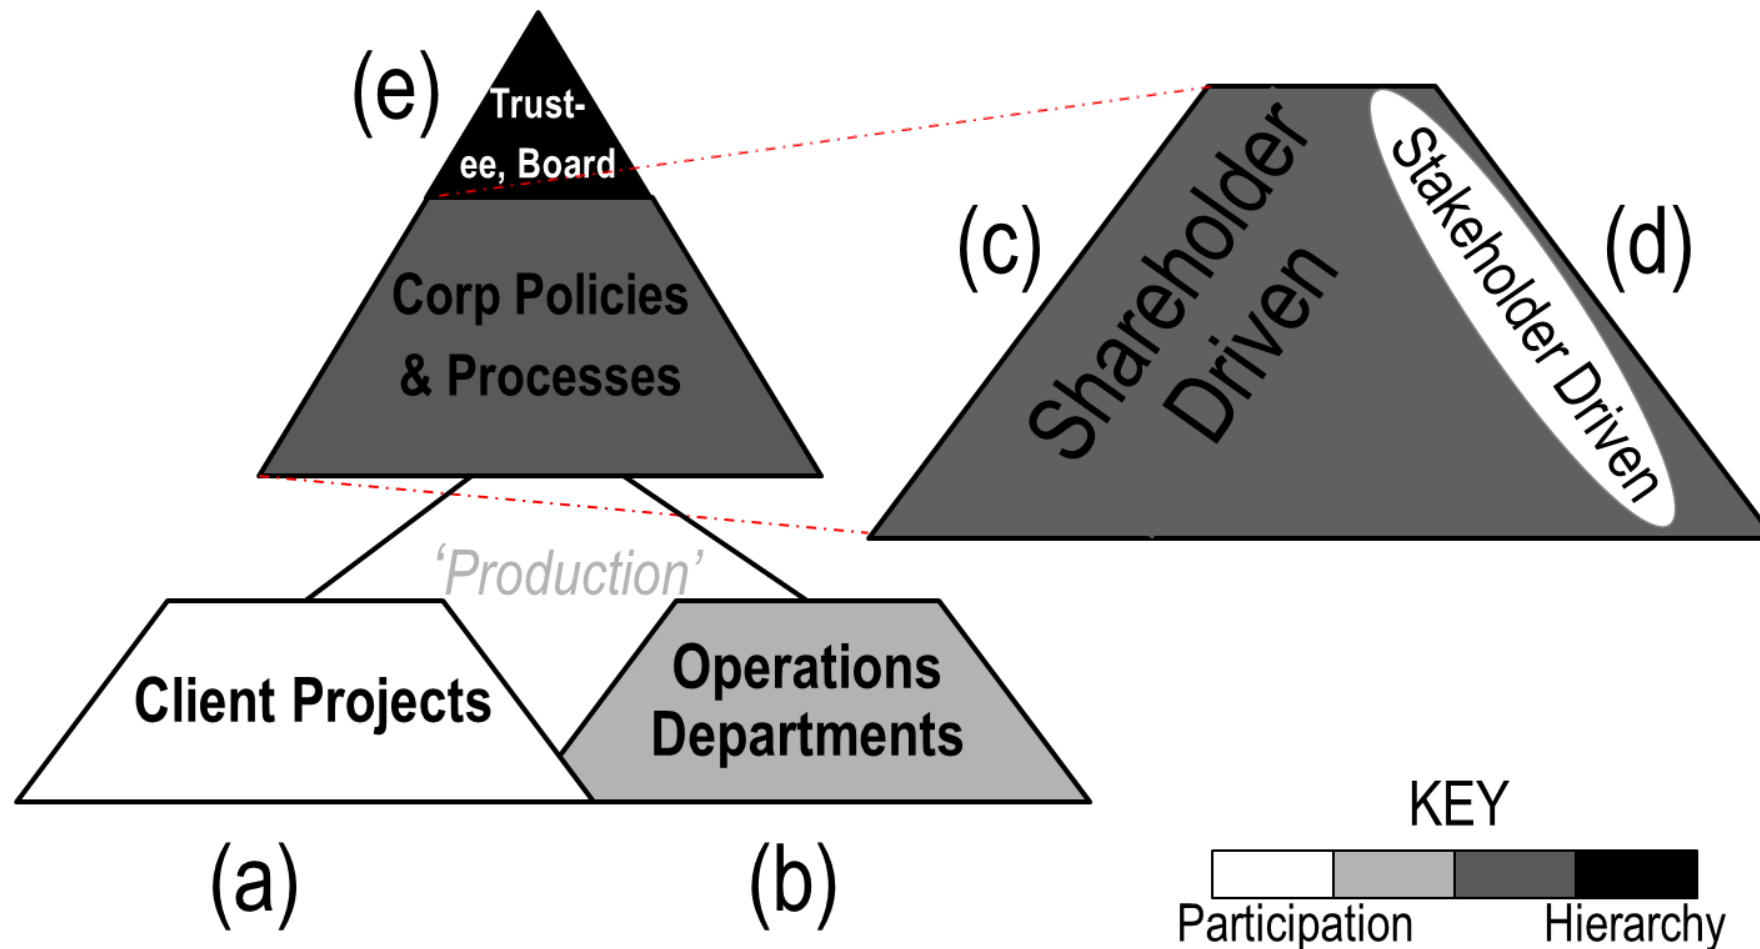 (e)
Trust-
ee, Board
Corp Policies
& Processes
(c)
Shareholder
Driven
Stakeholder Driven
(d)
‘Production’
Client Projects
Operations
Departments
(a)
(b)
KEY
Participation
Hierarchy